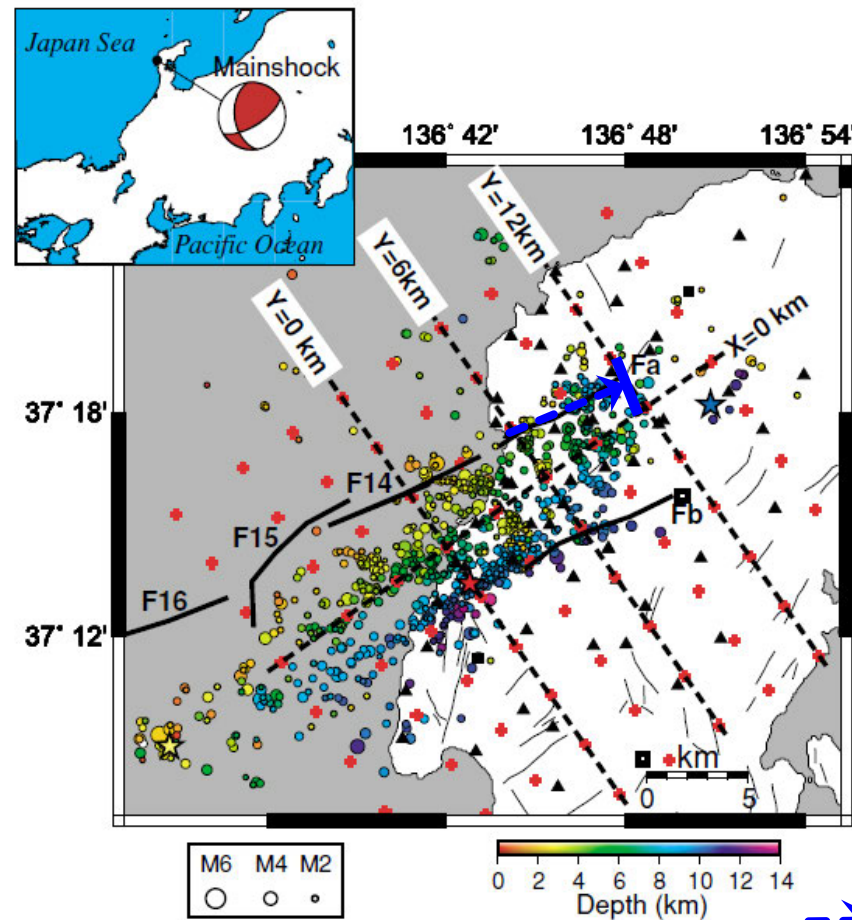 Japan Sea
Mainshock
Pacific Ocean
136° 42'
136° 48'
136° 54'
Y=12km
Y=6km
Y=0 km
X=0 km
Fa
37° 18'
F14
F15
Fb
F16
37° 12'
km
0 5
M6 M4 M2
0 2 4 6 8 10 12 14
Depth (km)